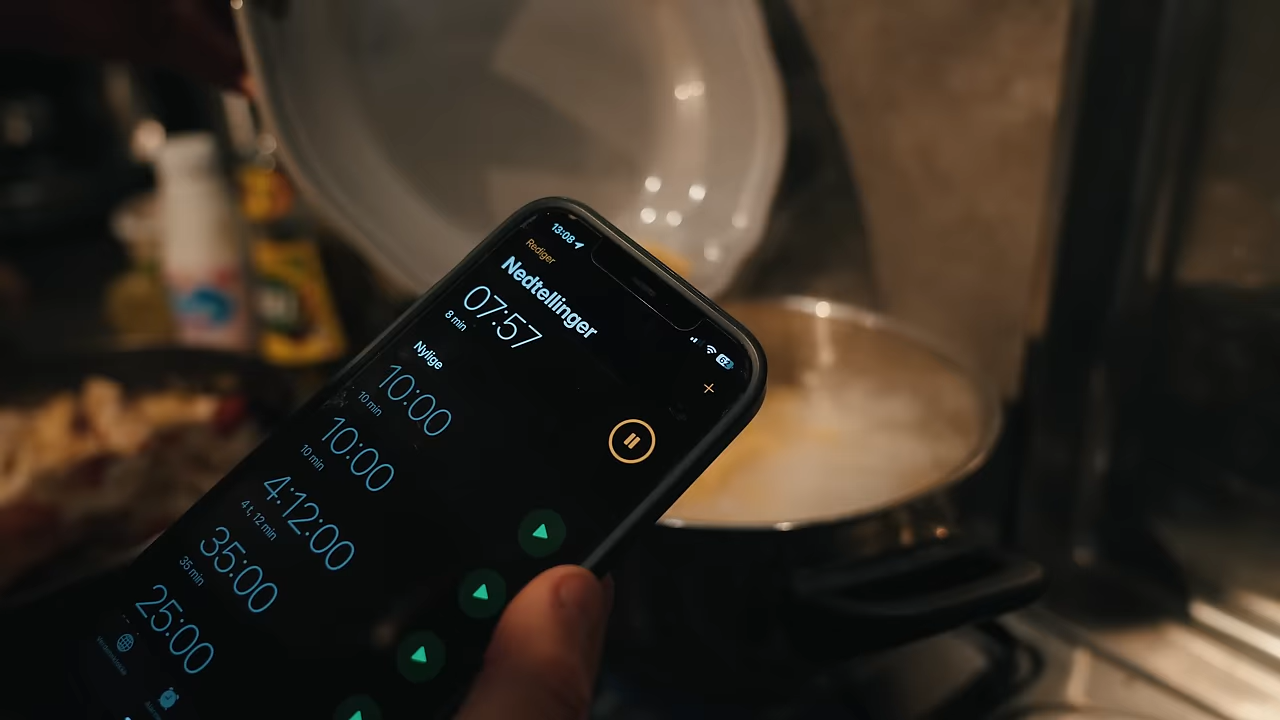 13:08
62
Rediger
+
Nedtellinger
07:57
8 min
Nylige
10:00
10 min
10:00
10 min
4:12:00
4 t, 12 min
35:00
35 min
25:00